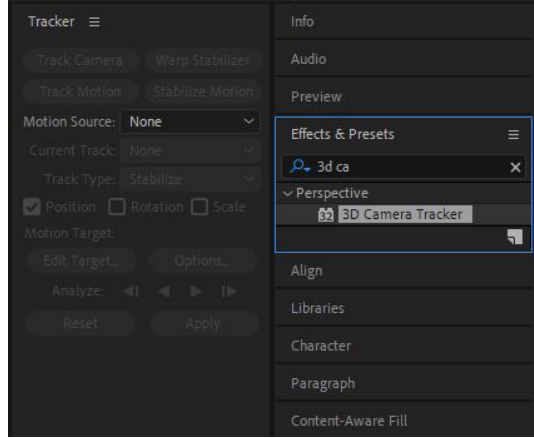 Tracker
Track Camera
Warp Stabilizer
Track Motion
Stabilize Motion
Motion Source: None
Current Track: None
Track Type: Stabilize
Position
Rotation
Scale
Motion Target:
Edit Target...
Options...
Analyze:
Reset
Apply
Info
Audio
Preview
Effects & Presets
3d ca
Perspective
32 3D Camera Tracker
Align
Libraries
Character
Paragraph
Content-Aware Fill